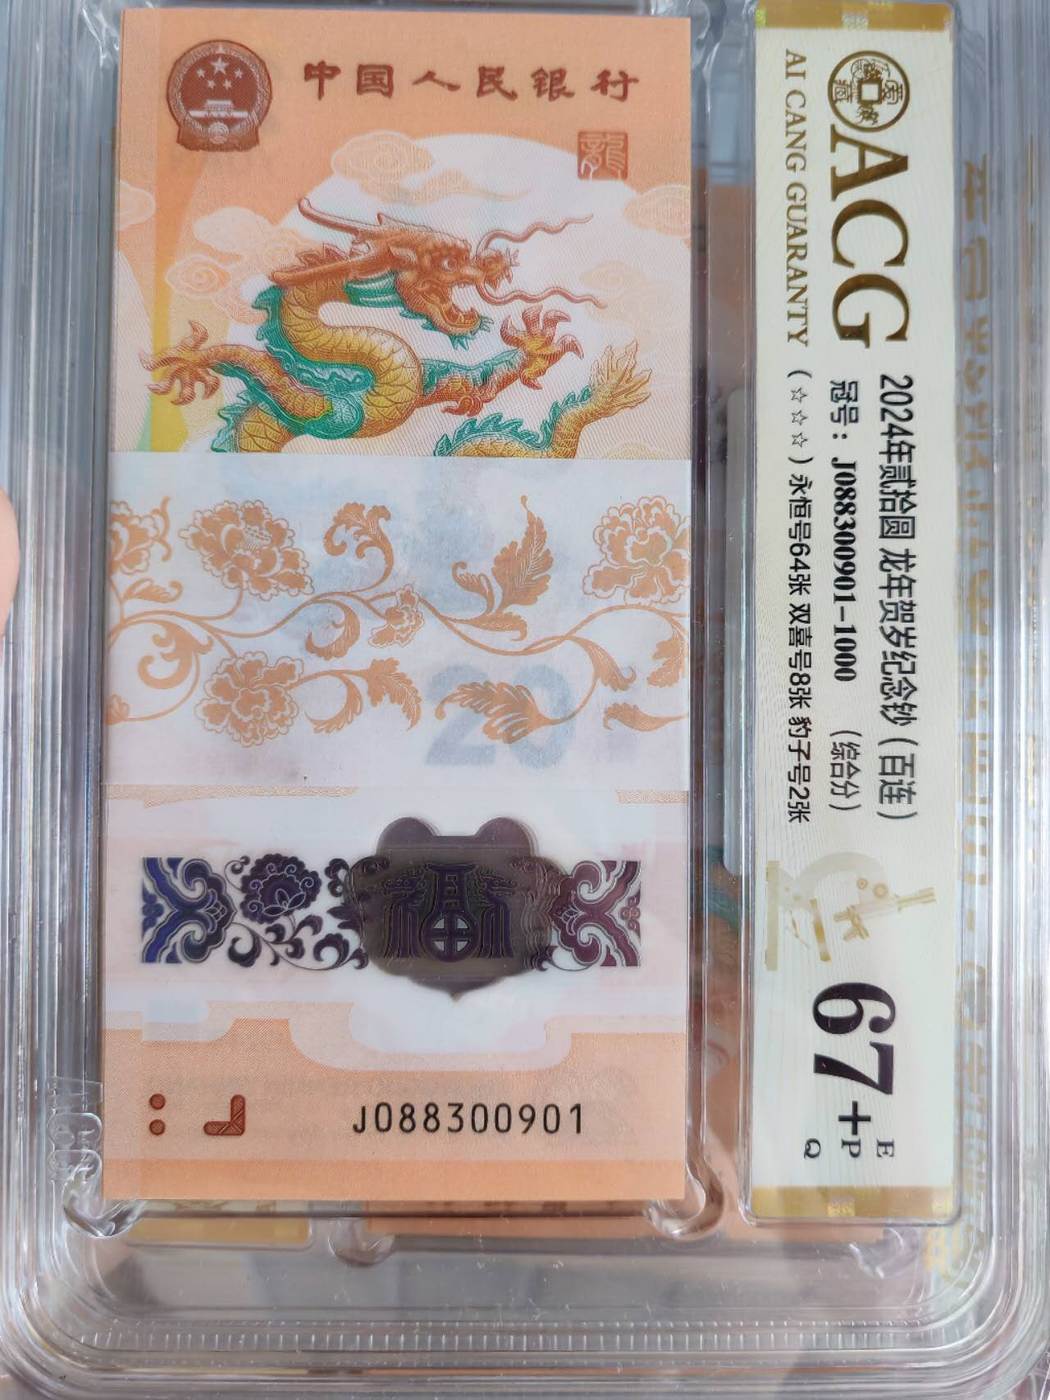 中国人民银行
龍
20
福
J088300901
ACG
AI CANG GUARANTY
2024年贰拾圆 龙年贺岁纪念钞（百连）
冠号：J088300901-1000 （综合分）
（☆☆☆）永恒号64张 双喜号8张 豹子号2张
67+
E
P
Q